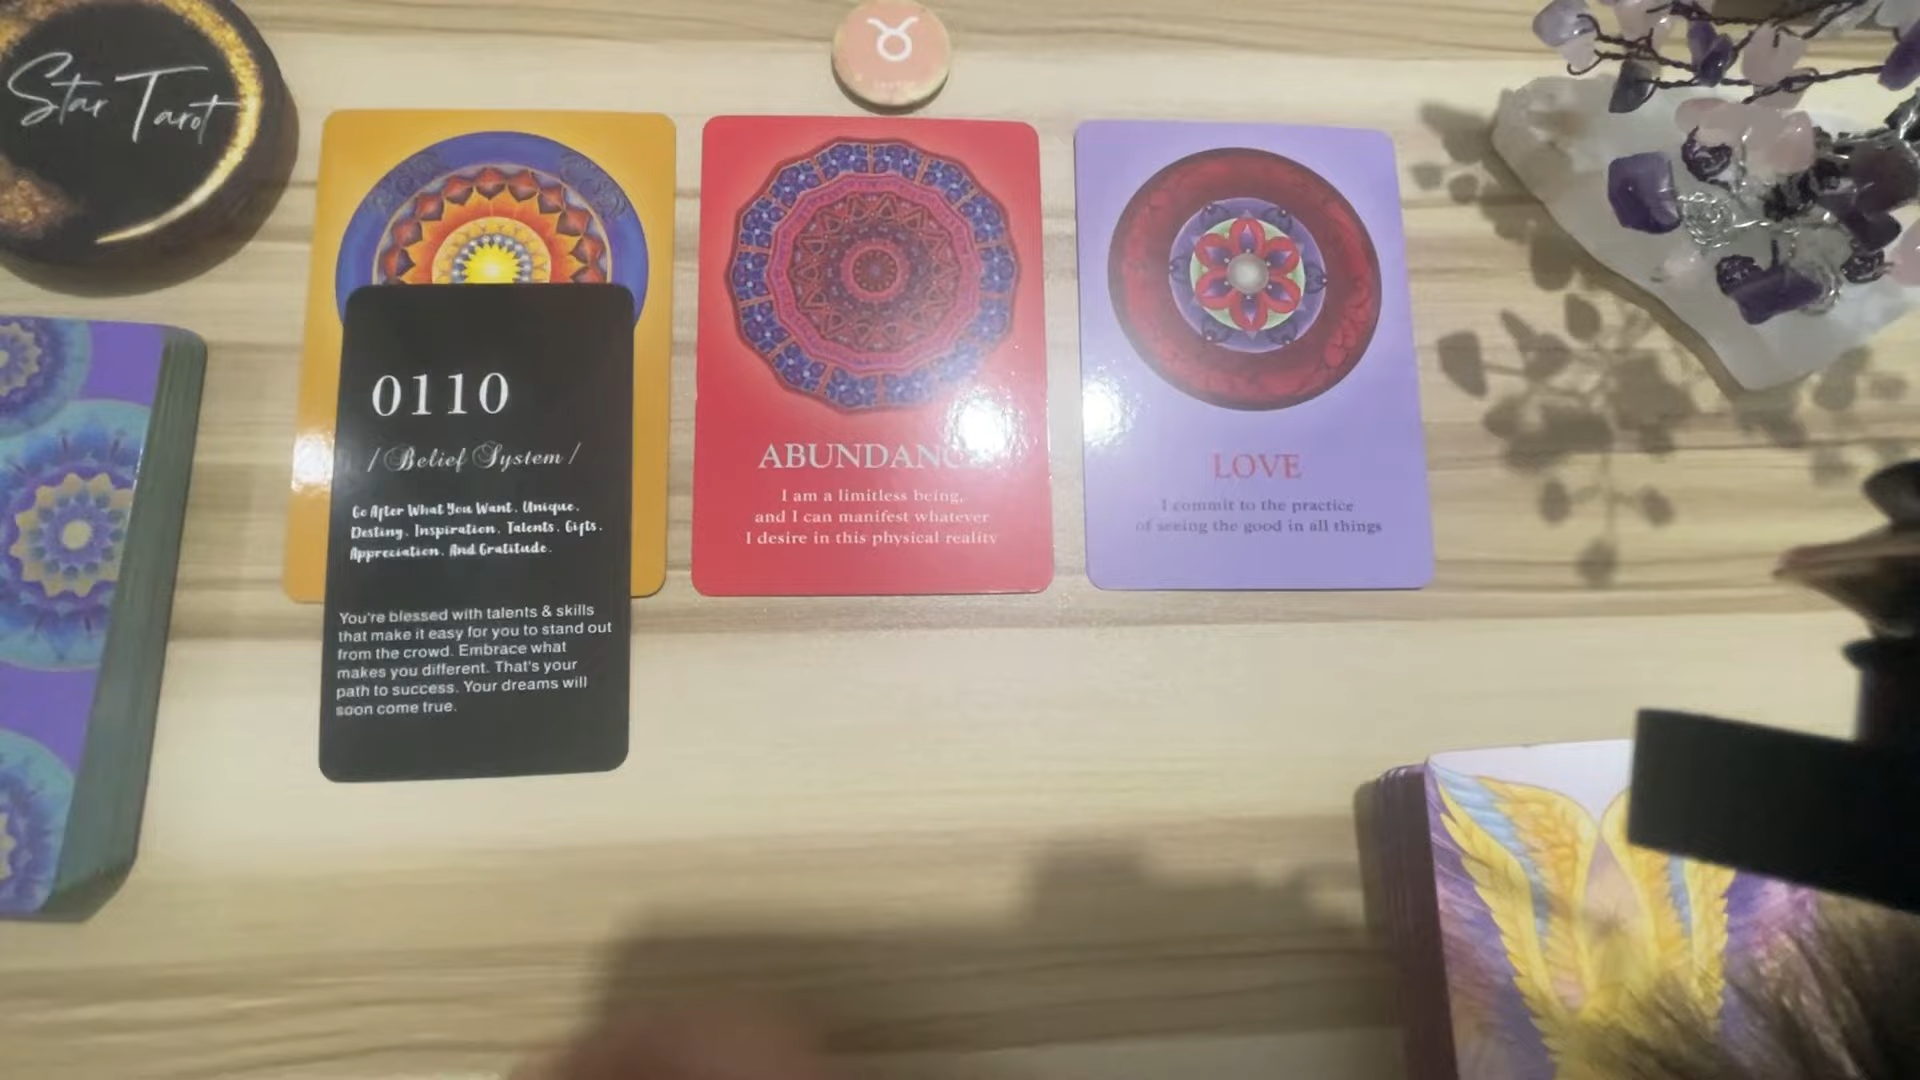 Star Tarot
0110
/ Belief System /
Go After What You Want. Unique.
Destiny. Inspiration. Talents. Gifts.
Appreciation. And Gratitude.
You're blessed with talents & skills
that make it easy for you to stand out
from the crowd. Embrace what
makes you different. That's your
path to success. Your dreams will
soon come true.
ABUNDANC
I am a limitless being,
and I can manifest whatever
I desire in this physical reality
LOVE
I commit to the practice
of seeing the good in all things